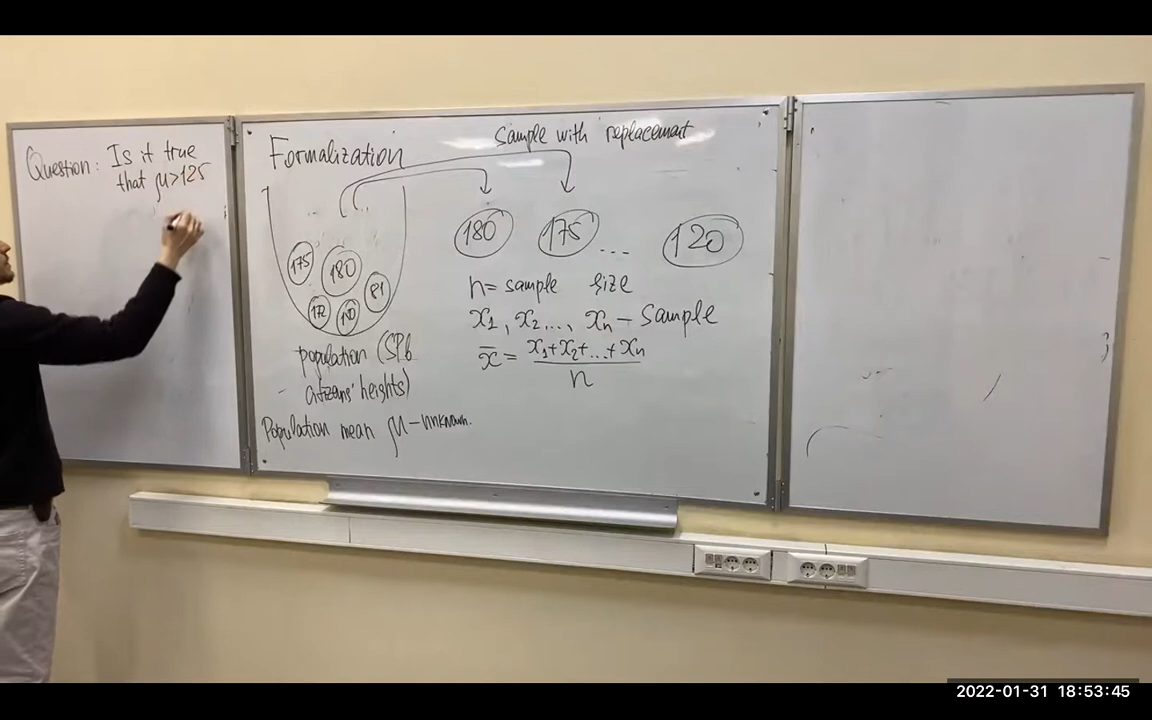 Question: Is it true
that μ>125
Formalization
sample with replacement
180 175 ... 120
175 180 81
172
n= sample size
x₁, x₂..., xₙ - sample
x̄ = x₁+x₂+...+xₙ
n
population (SPb.
citizens' heights)
Population mean μ - unknown.
2022-01-31 18:53:45